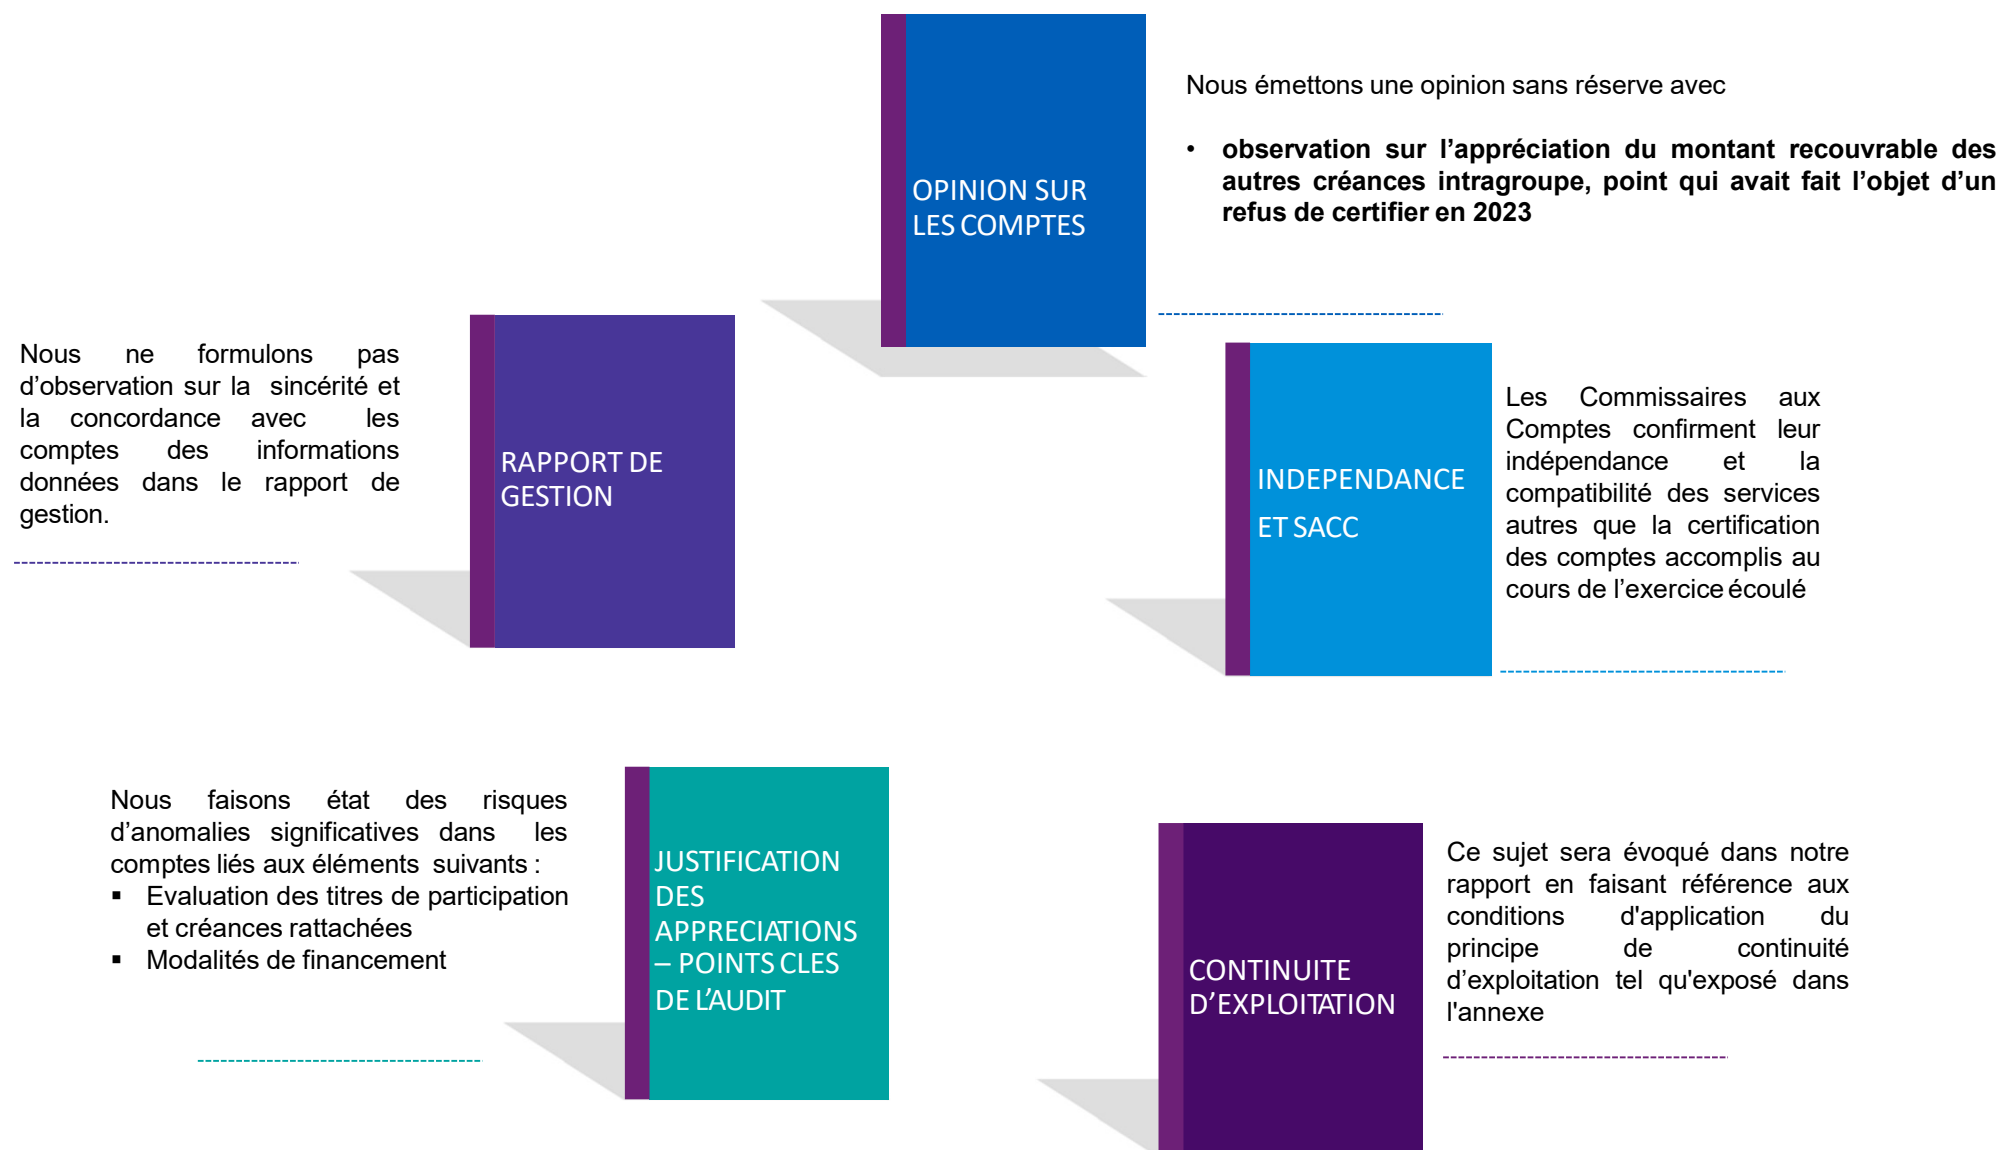 OPINION SUR
LES COMPTES
Nous émettons une opinion sans réserve avec
• observation sur l’appréciation du montant recouvrable des
autres créances intragroupe, point qui avait fait l’objet d’un
refus de certifier en 2023
Nous ne formulons pas
d’observation sur la sincérité et
la concordance avec les
comptes des informations
données dans le rapport de
gestion.
RAPPORT DE
GESTION
INDEPENDANCE
ET SACC
Les Commissaires aux
Comptes confirment leur
indépendance et la
compatibilité des services
autres que la certification
des comptes accomplis au
cours de l’exercice écoulé
Nous faisons état des risques
d’anomalies significatives dans les
comptes liés aux éléments suivants :
▪ Evaluation des titres de participation
et créances rattachées
▪ Modalités de financement
JUSTIFICATION
DES
APPRECIATIONS
– POINTS CLES
DE L’AUDIT
CONTINUITE
D’EXPLOITATION
Ce sujet sera évoqué dans notre
rapport en faisant référence aux
conditions d'application du
principe de continuité
d’exploitation tel qu'exposé dans
l'annexe